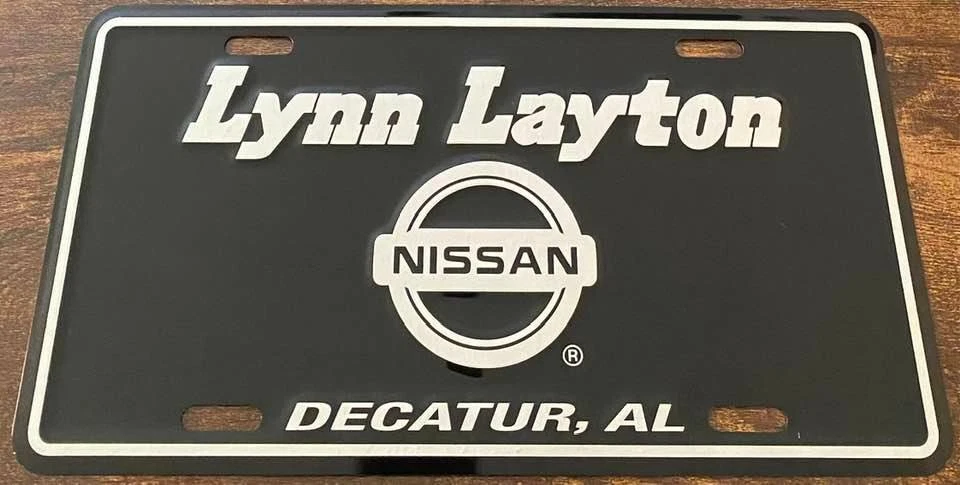 Lynn Layton
NISSAN
®
DECATUR, AL